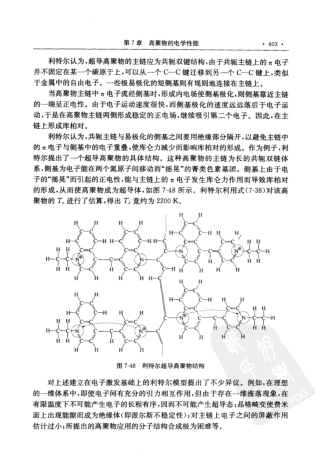 第7章 高聚物的电学性能 ·403·
利特尔认为,超导高聚物的主链应为共轭双键结构,由于共轭主链上的π电子
并不固定在某一个碳原子上,可以从一个C—C键迁移到另一个C—C键上,类似
于金属中的自由电子。一些极易极化的短侧基则有规则地连接在主链上。
当高聚物主链中π电子流经侧基时,形成内电场使侧基极化,则侧基靠近主链
的一端呈正电性。由于电子运动速度很快,而侧基极化的速度远远落后于电子运
动,于是在高聚物主链两侧形成稳定的正电场,继续吸引第二个电子。因此,在主
链上形成库柏对。
利特尔认为,共轭主链与易极化的侧基之间要用绝缘部分隔开,以避免主链中
的π电子与侧基中的电子重叠,使库仑力减少而影响库柏对的形成。作为例子,利
特尔提出了一个超导高聚物的具体结构。这种高聚物的主链为长的共轭双链体
系,侧基为电子能在两个氮原子间移动而“摇晃”的菁类色素基团。侧基上由于电
子的“摇晃”而引起的正电性,能与主链上的π电子发生库仑力作用而导致库柏对
的形成,从而使高聚物成为超导体,如图7-48所示。利特尔利用式(7-38)对该高
聚物的Tc进行了估算,得出Tc竟约为2200K。
图7-48 利特尔超导高聚物结构
对上述建立在电子激发基础上的利特尔模型提出了不少异议。例如,在理想
的一维体系中,即使电子间有充分的引力相互作用,但由于存在一维涨落现象,在
有限温度下不可能产生电子的长程有序,因而不可能产生超导态;晶格畸变使费米
面上出现能隙而成为绝缘体(即派尔斯不稳定性);对主链上电子之间的屏蔽作用
估计过小;所提出的高聚物应用的分子结构合成极为困难等。